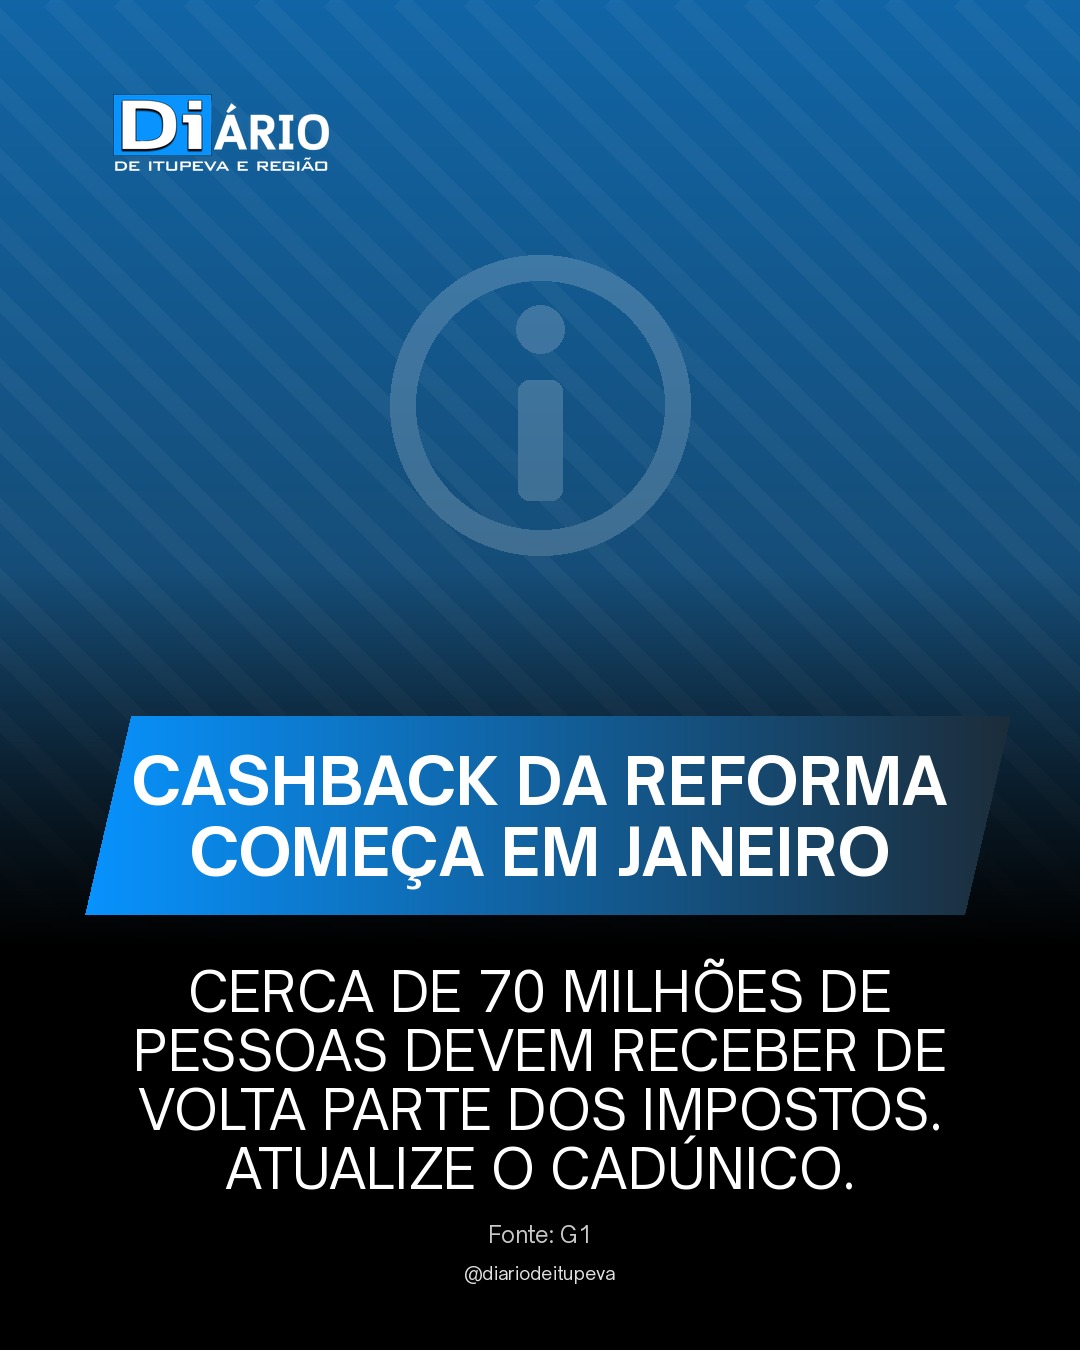 DiÁRIO
DE ITUPEVA E REGIÃO
CASHBACK DA REFORMA
COMEÇA EM JANEIRO
CERCA DE 70 MILHÕES DE
PESSOAS DEVEM RECEBER DE
VOLTA PARTE DOS IMPOSTOS.
ATUALIZE O CADÚNICO.
Fonte: G1
@diariodeitupeva